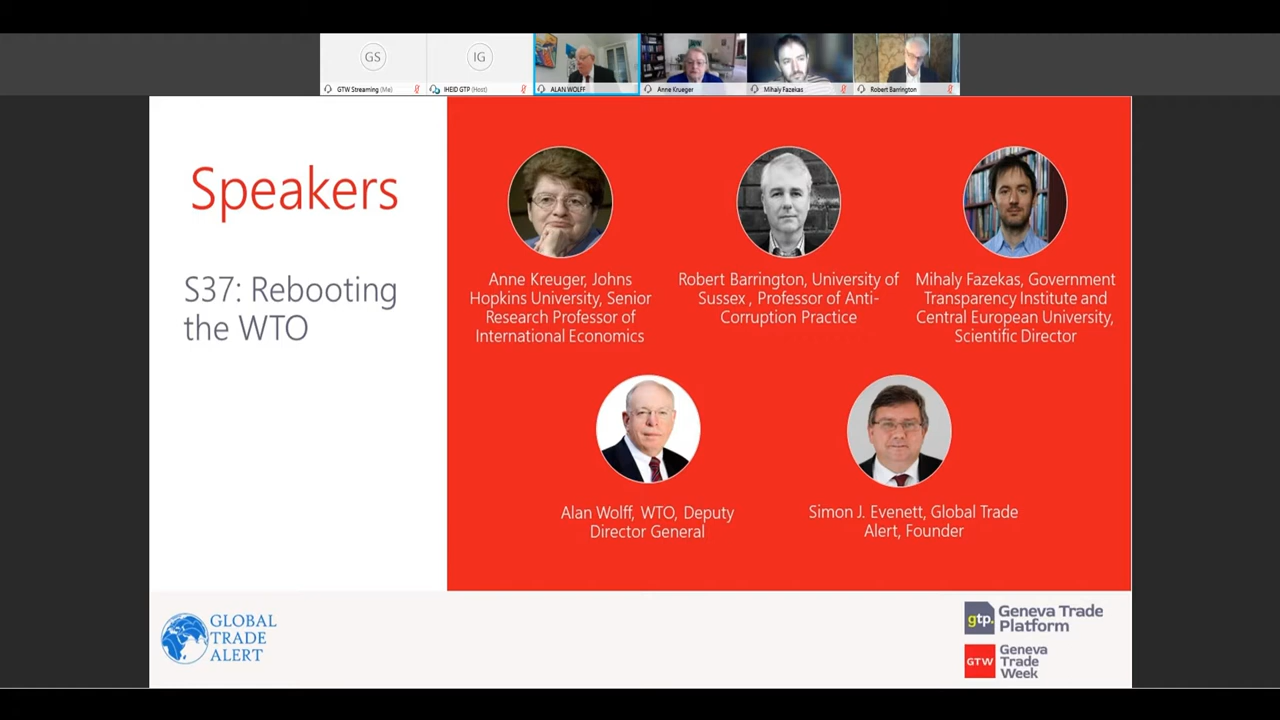 GS
IG
GTW Streaming (Me)
IHEID GTP (Host)
ALAN WOLFF
Anne Krueger
Mihaly Fazekas
Robert Barrington
Speakers
S37: Rebooting
the WTO
Anne Kreuger, Johns
Hopkins University, Senior
Research Professor of
International Economics
Robert Barrington, University of
Sussex , Professor of Anti-
Corruption Practice
Mihaly Fazekas, Government
Transparency Institute and
Central European University,
Scientific Director
Alan Wolff, WTO, Deputy
Director General
Simon J. Evenett, Global Trade
Alert, Founder
GLOBAL
TRADE
ALERT
gtp.
Geneva Trade
Platform
GTW
Geneva
Trade
Week